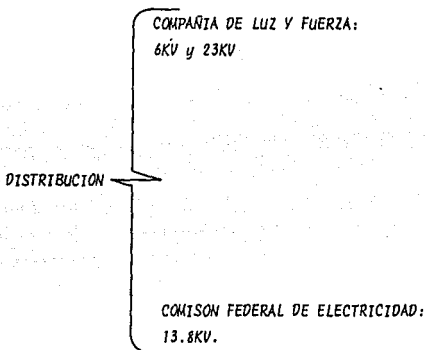 COMPAÑIA DE LUZ Y FUERZA:
6KV y 23KV
DISTRIBUCION
COMISON FEDERAL DE ELECTRICIDAD:
13.8KV.